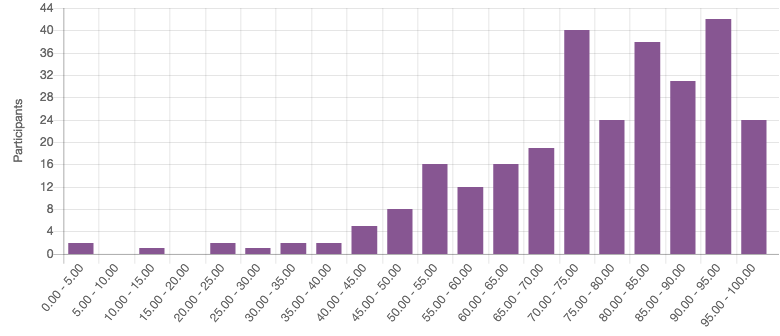 44
40
36
32
28
24
20
16
12
8
4
0
Participants
0.00 - 5.00
5.00 - 10.00
10.00 - 15.00
15.00 - 20.00
20.00 - 25.00
25.00 - 30.00
30.00 - 35.00
35.00 - 40.00
40.00 - 45.00
45.00 - 50.00
50.00 - 55.00
55.00 - 60.00
60.00 - 65.00
65.00 - 70.00
70.00 - 75.00
75.00 - 80.00
80.00 - 85.00
85.00 - 90.00
90.00 - 95.00
95.00 - 100.00